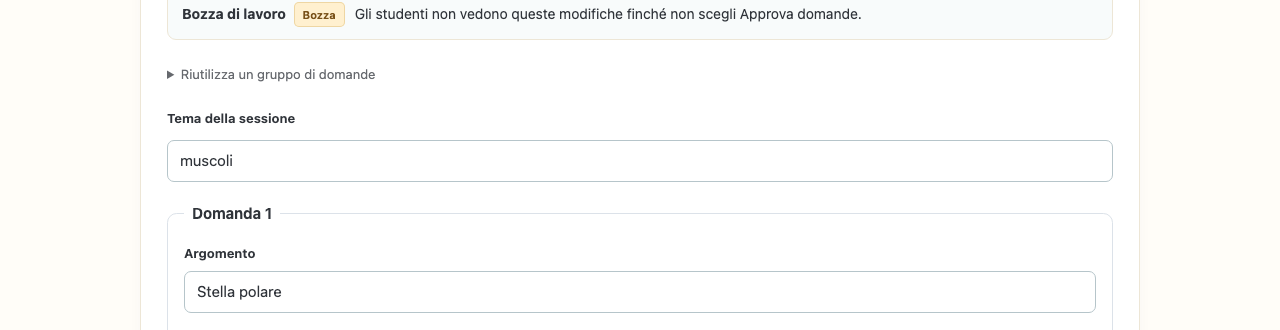 Bozza di lavoro Bozza Gli studenti non vedono queste modifiche finché non scegli Approva domande.
Riutilizza un gruppo di domande
Tema della sessione
muscoli
Domanda 1
Argomento
Stella polare